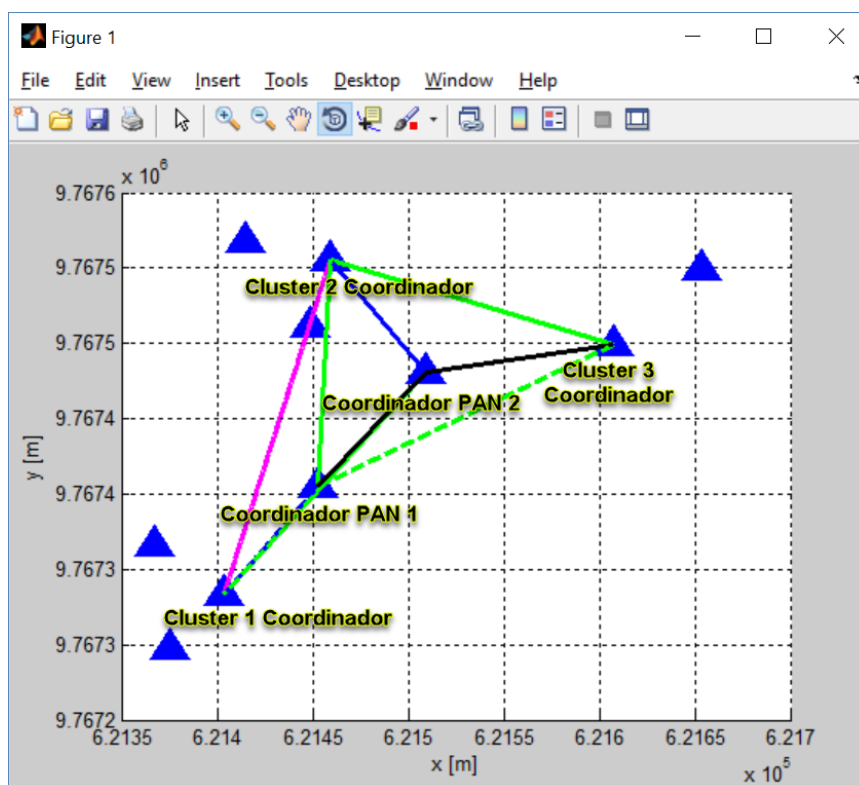 Figure 1
File Edit View Insert Tools Desktop Window Help
x 10^6
9.7676
9.7675
9.7675
9.7674
9.7674
9.7673
9.7673
9.7672
y [m]
Cluster 2 Coordinador
Cluster 3
Coordinador
Coordinador PAN 2
Coordinador PAN 1
Cluster 1 Coordinador
6.2135 6.214 6.2145 6.215 6.2155 6.216 6.2165 6.217
x [m]
x 10^5